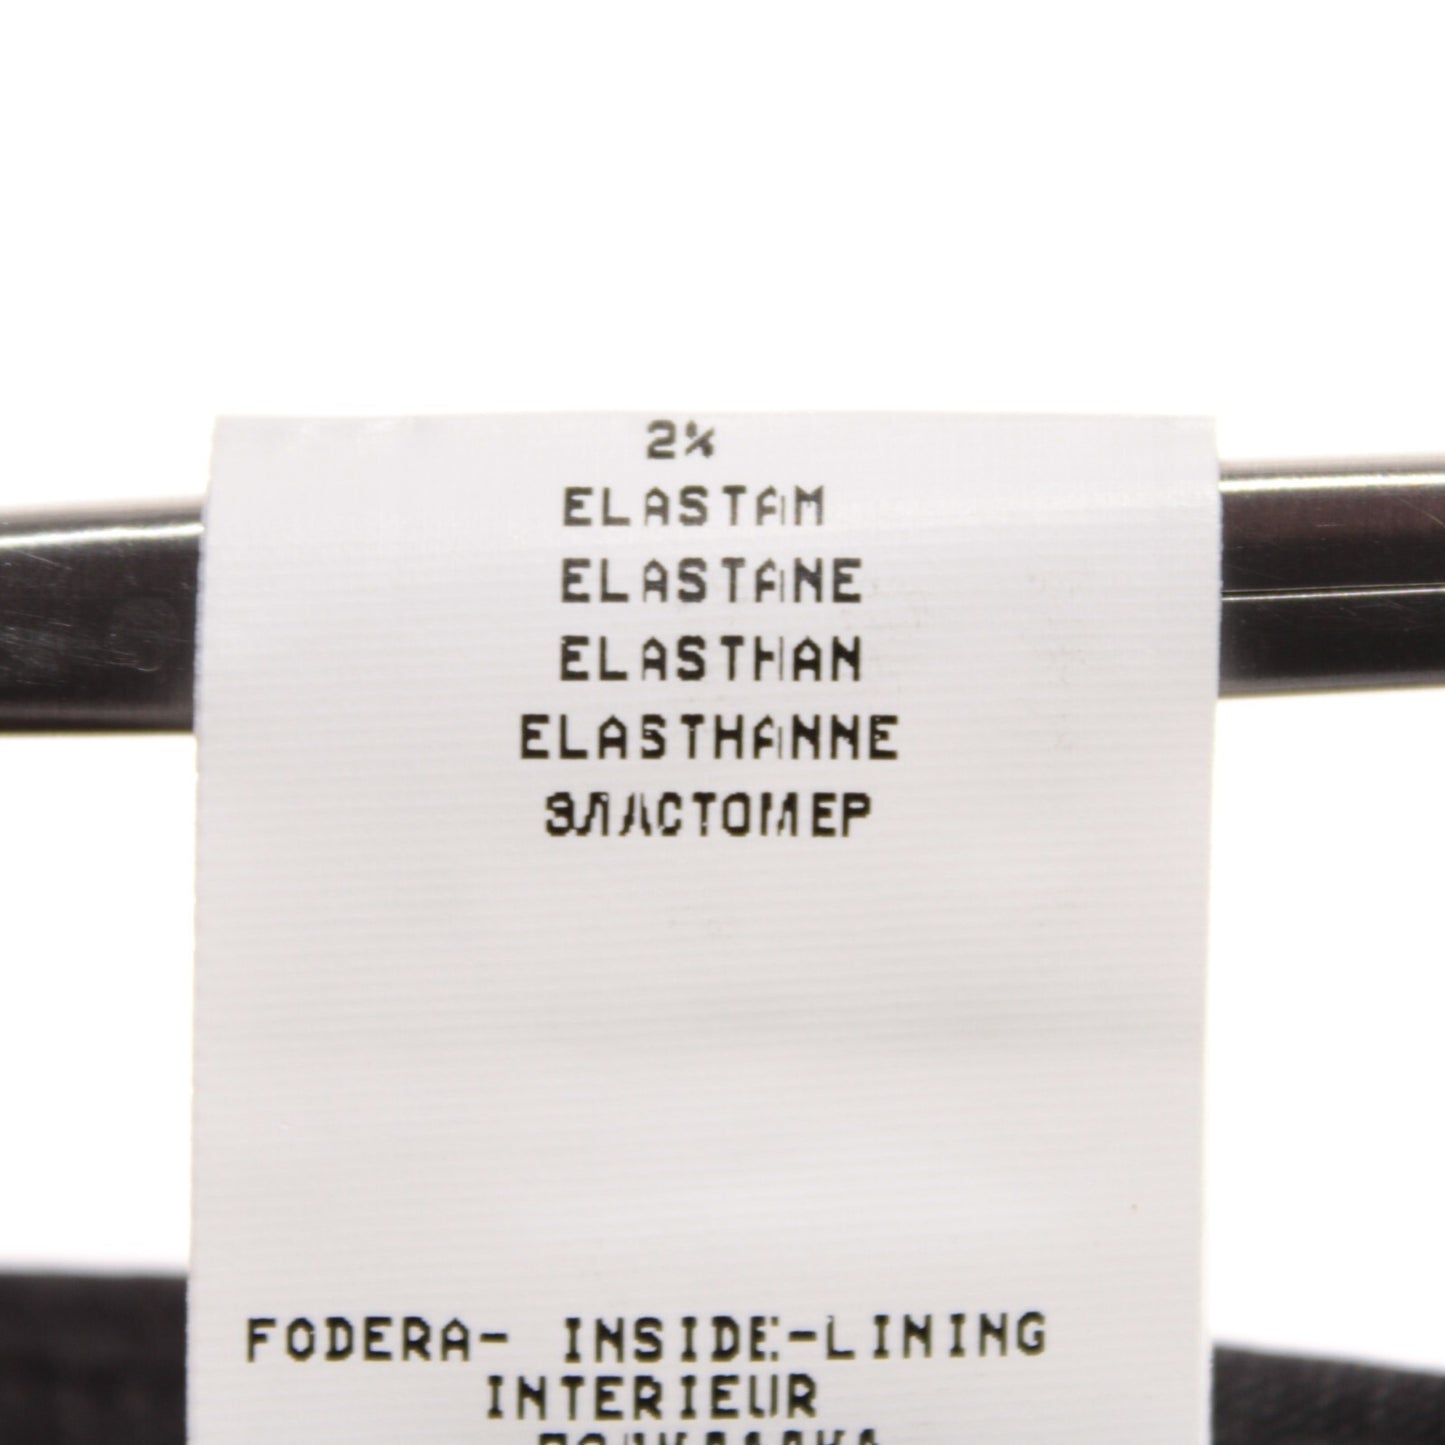 2%
ELASTAM
ELASTANE
ELASTHAN
ELASTHANNE
ЭЛАСТОМЕР
FODERA- INSIDE-LINING
INTERIEUR